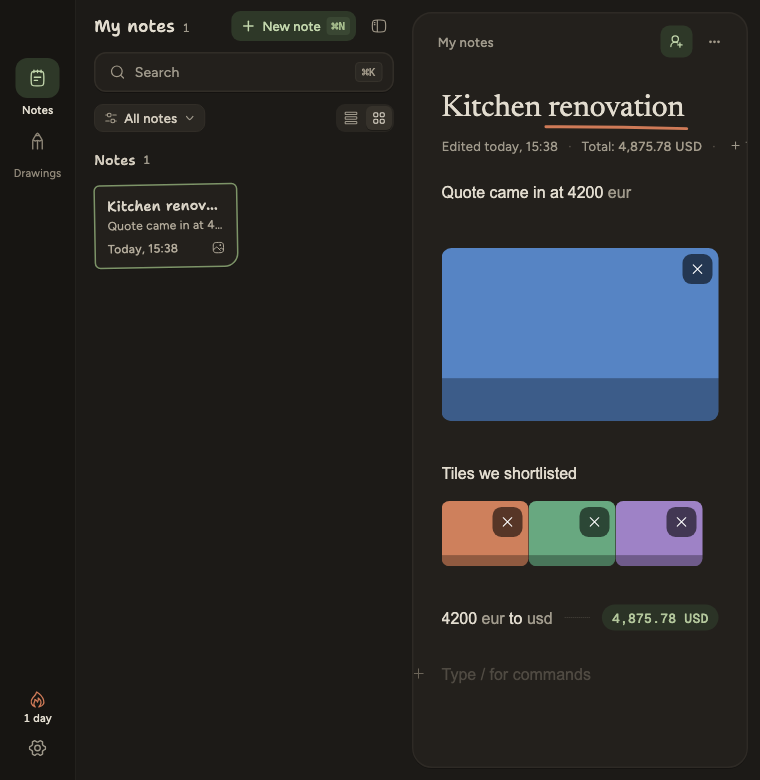 My notes 1
+ New note ⌘N
Search ⌘K
All notes
Notes 1
Kitchen renov...
Quote came in at 4...
Today, 15:38
Notes
Drawings
1 day
My notes
Kitchen renovation
Edited today, 15:38 · Total: 4,875.78 USD · +
Quote came in at 4200 eur
Tiles we shortlisted
4200 eur to usd 4,875.78 USD
+ Type / for commands